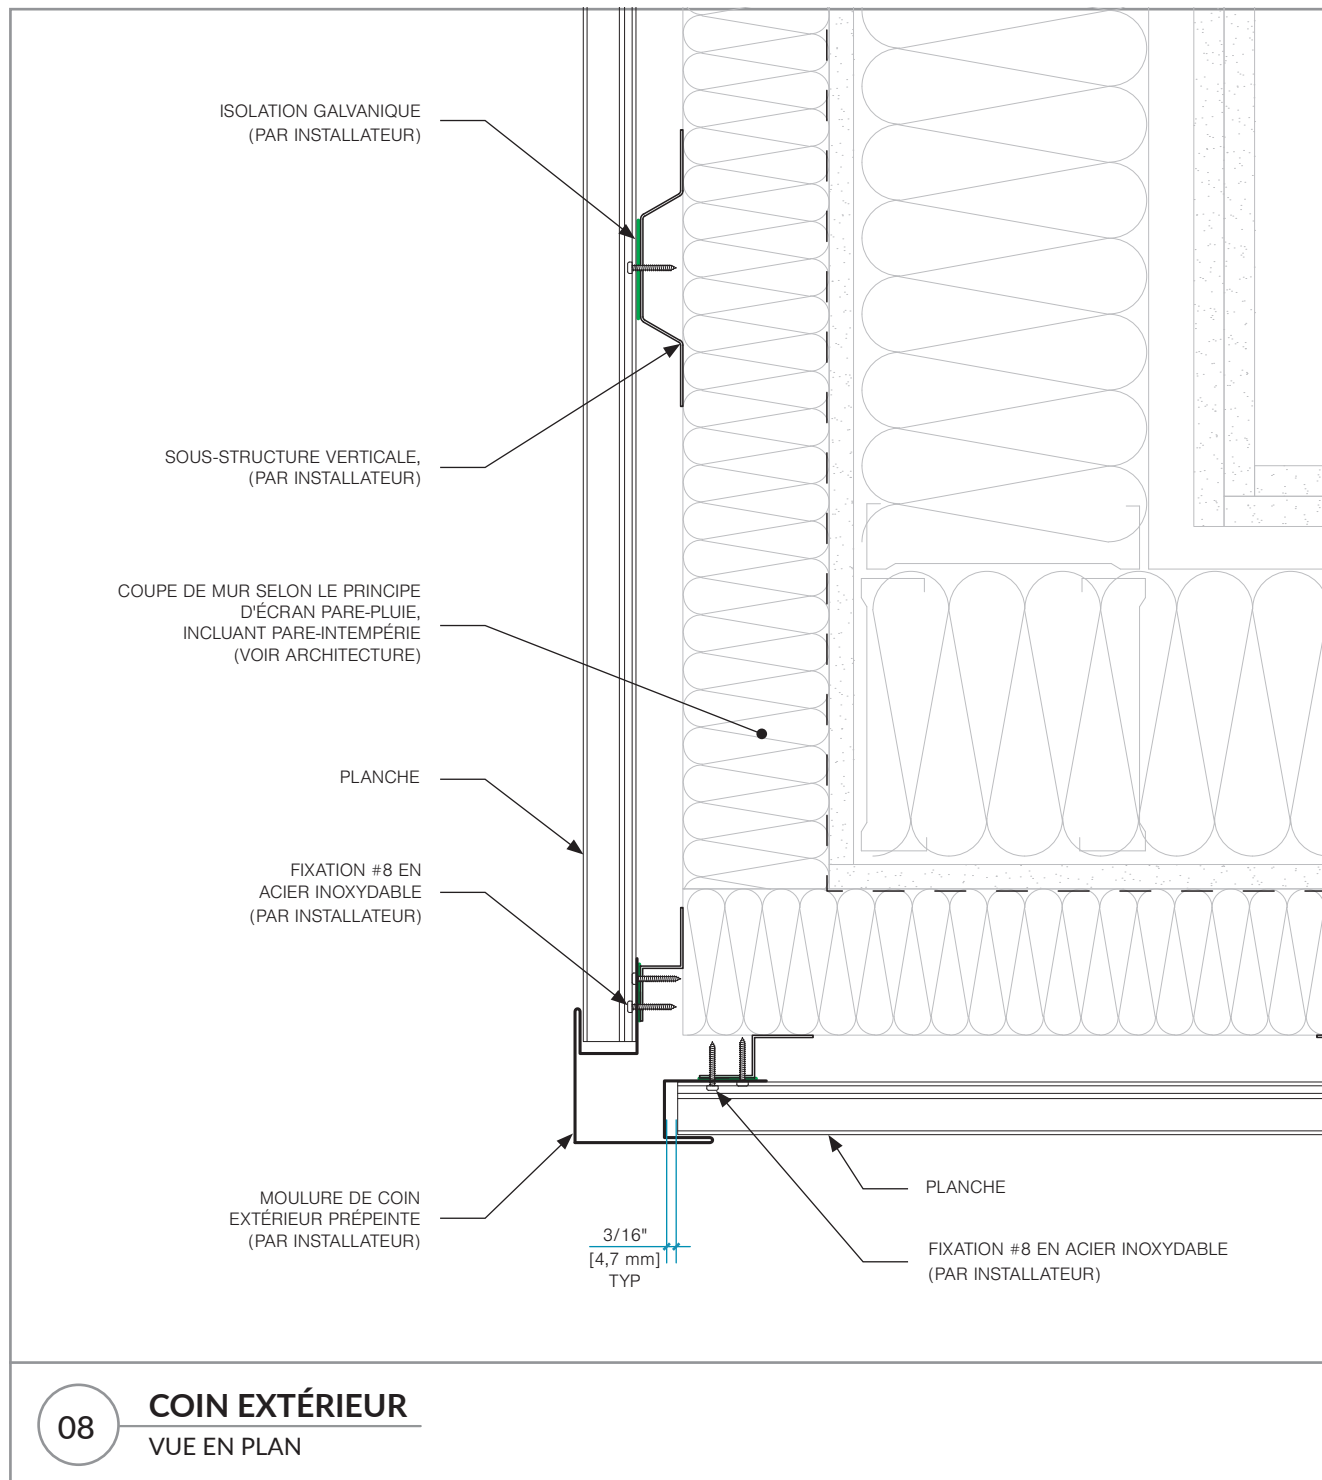 ISOLATION GALVANIQUE
(PAR INSTALLATEUR)
SOUS-STRUCTURE VERTICALE,
(PAR INSTALLATEUR)
COUPE DE MUR SELON LE PRINCIPE
D'ÉCRAN PARE-PLUIE,
INCLUANT PARE-INTEMPÉRIE
(VOIR ARCHITECTURE)
PLANCHE
FIXATION #8 EN
ACIER INOXYDABLE
(PAR INSTALLATEUR)
MOULURE DE COIN
EXTÉRIEUR PRÉPEINTE
(PAR INSTALLATEUR)
3/16"
[4,7 mm]
TYP
PLANCHE
FIXATION #8 EN ACIER INOXYDABLE
(PAR INSTALLATEUR)
08
COIN EXTÉRIEUR
VUE EN PLAN